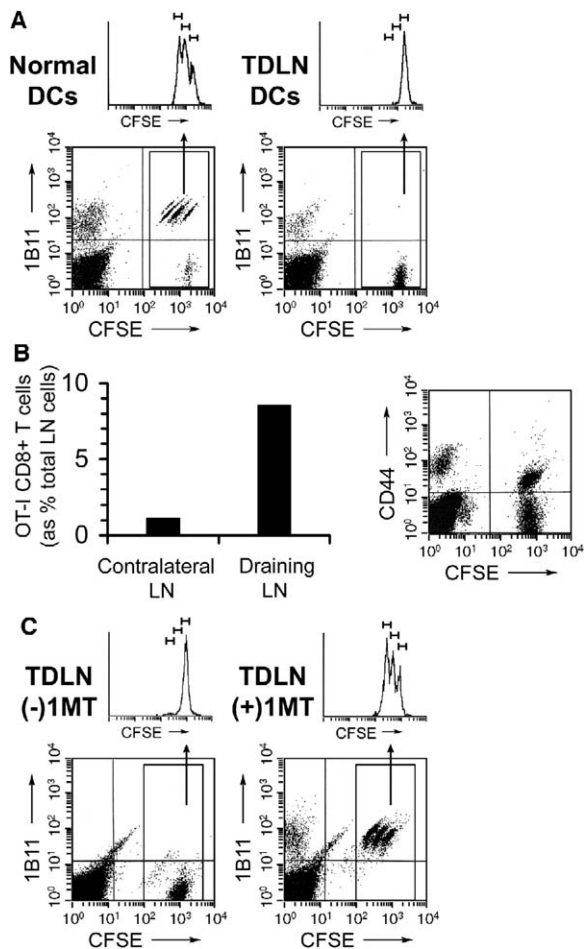 A
Normal
DCs
CFSE
TDLN
DCs
CFSE
1B11
10⁴
10³
10²
10¹
10⁰
10⁰ 10¹ 10² 10³ 10⁴
CFSE
1B11
10⁴
10³
10²
10¹
10⁰
10⁰ 10¹ 10² 10³ 10⁴
CFSE
B
OT-I CD8+ T cells
(as % total LN cells)
10
5
0
Contralateral
LN
Draining
LN
CD44
10⁴
10³
10²
10¹
10⁰
10⁰ 10¹ 10² 10³ 10⁴
CFSE
C
TDLN
(-)1MT
CFSE
TDLN
(+)1MT
CFSE
1B11
10⁴
10³
10²
10¹
10⁰
10⁰ 10¹ 10² 10³ 10⁴
CFSE
1B11
10⁴
10³
10²
10¹
10⁰
10⁰ 10¹ 10² 10³ 10⁴
CFSE